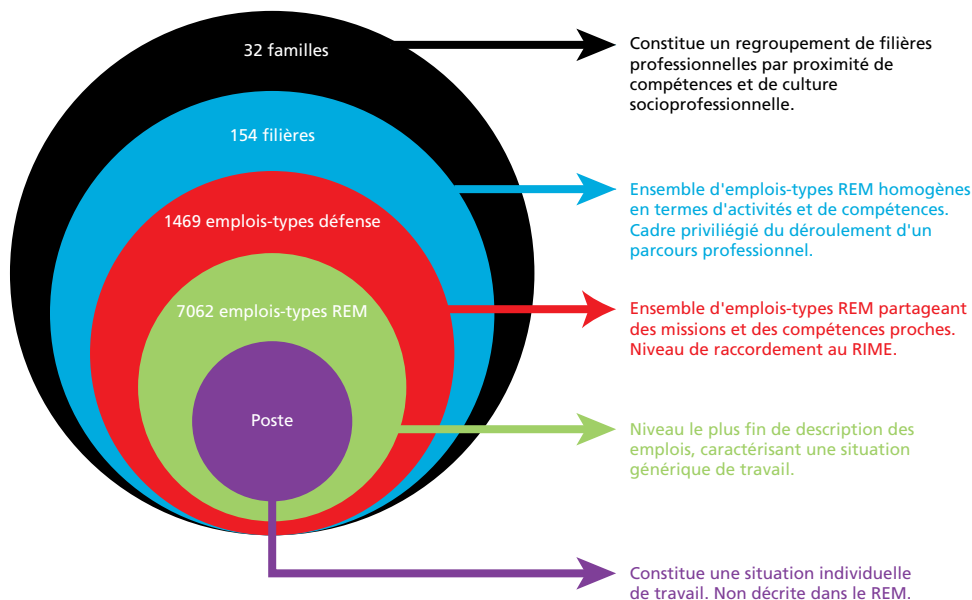 32 familles
Constitue un regroupement de filières
professionnelles par proximité de
compétences et de culture
socioprofessionnelle.
154 filières
Ensemble d'emplois-types REM homogènes
en termes d'activités et de compétences.
Cadre priviliégié du déroulement d'un
parcours professionnel.
1469 emplois-types défense
Ensemble d'emplois-types REM partageant
des missions et des compétences proches.
Niveau de raccordement au RIME.
7062 emplois-types REM
Niveau le plus fin de description des
emplois, caractérisant une situation
générique de travail.
Poste
Constitue une situation individuelle
de travail. Non décrite dans le REM.